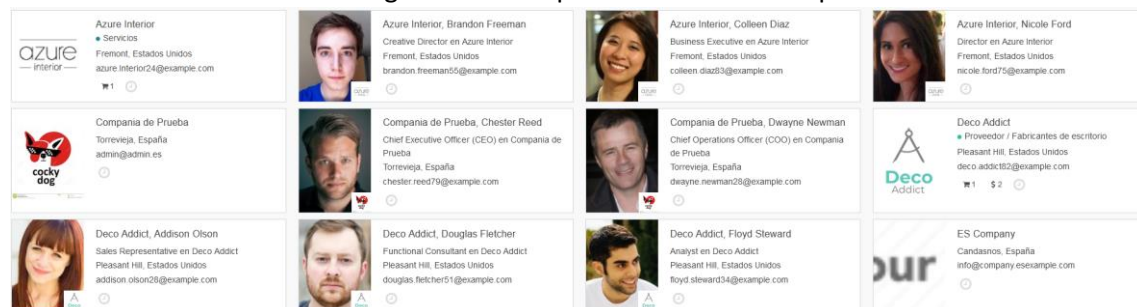 azure
interior
Azure Interior
Servicios
Fremont, Estados Unidos
azure.Interior24@example.com
1
Azure Interior, Brandon Freeman
Creative Director en Azure Interior
Fremont, Estados Unidos
brandon.freeman55@example.com
Azure Interior, Colleen Diaz
Business Executive en Azure Interior
Fremont, Estados Unidos
colleen.diaz83@example.com
Azure Interior, Nicole Ford
Director en Azure Interior
Fremont, Estados Unidos
nicole.ford75@example.com
cocky
dog
Compania de Prueba
Torrevieja, España
admin@admin.es
Compania de Prueba, Chester Reed
Chief Executive Officer (CEO) en Compania de
Prueba
Torrevieja, España
chester.reed79@example.com
Compania de Prueba, Dwayne Newman
Chief Operations Officer (COO) en Compania
de Prueba
Torrevieja, España
dwayne.newman28@example.com
Deco
Addict
Deco Addict
Proveedor / Fabricantes de escritorio
Pleasant Hill, Estados Unidos
deco.addict82@example.com
1 $ 2
Deco Addict, Addison Olson
Sales Representative en Deco Addict
Pleasant Hill, Estados Unidos
addison.olson28@example.com
Deco Addict, Douglas Fletcher
Functional Consultant en Deco Addict
Pleasant Hill, Estados Unidos
douglas.fletcher51@example.com
Deco Addict, Floyd Steward
Analyst en Deco Addict
Pleasant Hill, Estados Unidos
floyd.steward34@example.com
our
ES Company
Candasnos, España
info@company.esexample.com